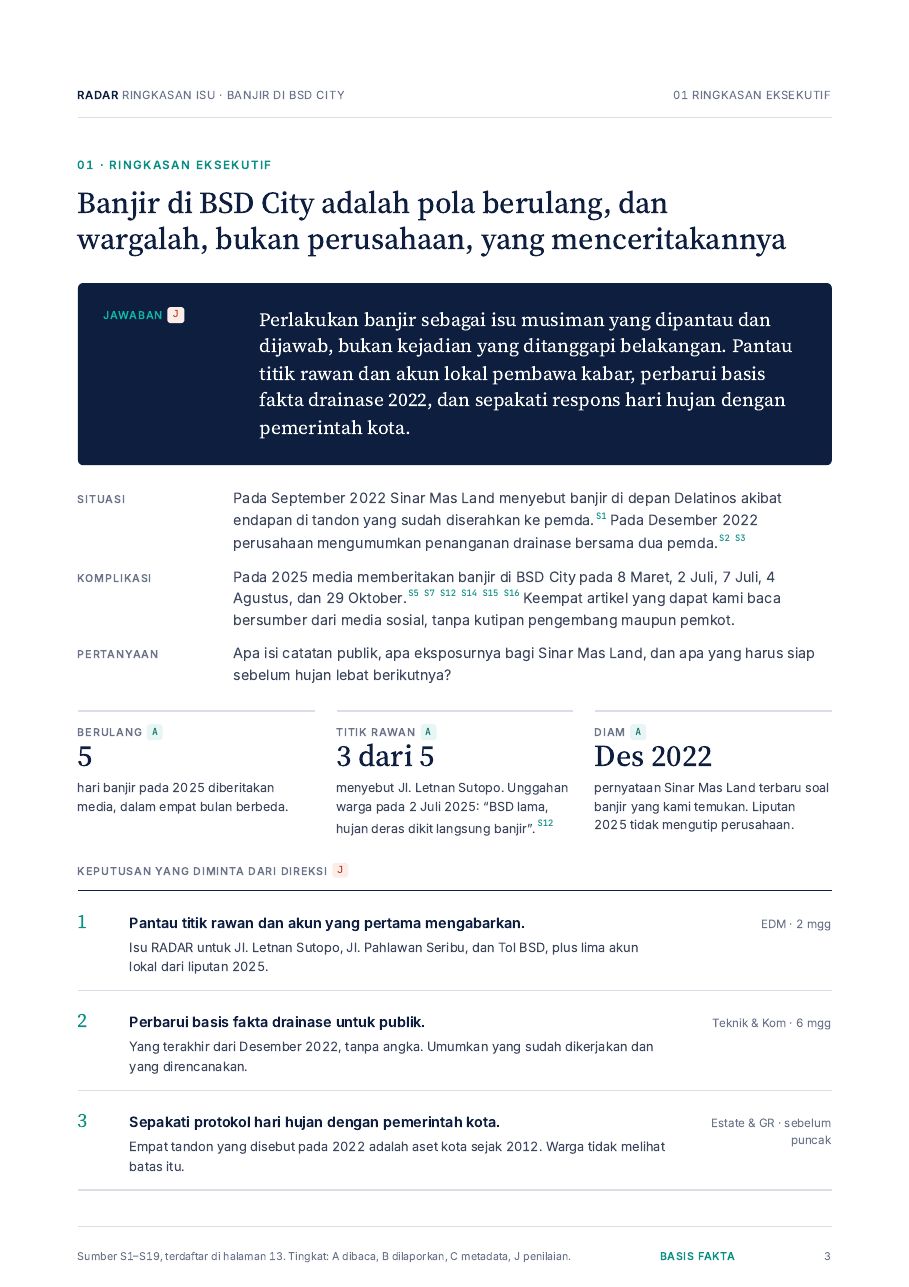 RADAR RINGKASAN ISU · BANJIR DI BSD CITY
01 RINGKASAN EKSEKUTIF
01 · RINGKASAN EKSEKUTIF
Banjir di BSD City adalah pola berulang, dan
wargalah, bukan perusahaan, yang menceritakannya
JAWABAN J
Perlakukan banjir sebagai isu musiman yang dipantau dan
dijawab, bukan kejadian yang ditanggapi belakangan. Pantau
titik rawan dan akun lokal pembawa kabar, perbarui basis
fakta drainase 2022, dan sepakati respons hari hujan dengan
pemerintah kota.
SITUASI
Pada September 2022 Sinar Mas Land menyebut banjir di depan Delatinos akibat
endapan di tandon yang sudah diserahkan ke pemda. S1 Pada Desember 2022
perusahaan mengumumkan penanganan drainase bersama dua pemda. S2 S3
KOMPLIKASI
Pada 2025 media memberitakan banjir di BSD City pada 8 Maret, 2 Juli, 7 Juli, 4
Agustus, dan 29 Oktober. S5 S7 S12 S14 S15 S16 Keempat artikel yang dapat kami baca
bersumber dari media sosial, tanpa kutipan pengembang maupun pemkot.
PERTANYAAN
Apa isi catatan publik, apa eksposurnya bagi Sinar Mas Land, dan apa yang harus siap
sebelum hujan lebat berikutnya?
BERULANG A
5
hari banjir pada 2025 diberitakan
media, dalam empat bulan berbeda.
TITIK RAWAN A
3 dari 5
menyebut Jl. Letnan Sutopo. Unggahan
warga pada 2 Juli 2025: “BSD lama,
hujan deras dikit langsung banjir”. S12
DIAM A
Des 2022
pernyataan Sinar Mas Land terbaru soal
banjir yang kami temukan. Liputan
2025 tidak mengutip perusahaan.
KEPUTUSAN YANG DIMINTA DARI DIREKSI J
1
Pantau titik rawan dan akun yang pertama mengabarkan.
EDM · 2 mgg
Isu RADAR untuk Jl. Letnan Sutopo, Jl. Pahlawan Seribu, dan Tol BSD, plus lima akun
lokal dari liputan 2025.
2
Perbarui basis fakta drainase untuk publik.
Teknik & Kom · 6 mgg
Yang terakhir dari Desember 2022, tanpa angka. Umumkan yang sudah dikerjakan dan
yang direncanakan.
3
Sepakati protokol hari hujan dengan pemerintah kota.
Estate & GR · sebelum
puncak
Empat tandon yang disebut pada 2022 adalah aset kota sejak 2012. Warga tidak melihat
batas itu.
Sumber S1–S19, terdaftar di halaman 13. Tingkat: A dibaca, B dilaporkan, C metadata, J penilaian.
BASIS FAKTA
3